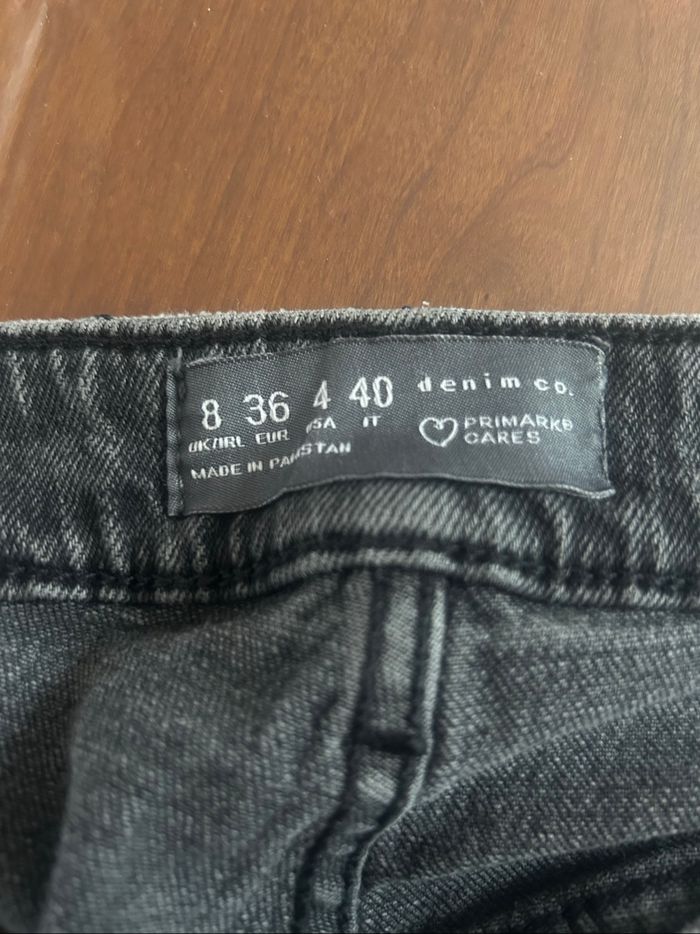 8 36 4 40 denim co.
UK/IRL EUR USA IT
PRIMARK
CARES
MADE IN PAKISTAN